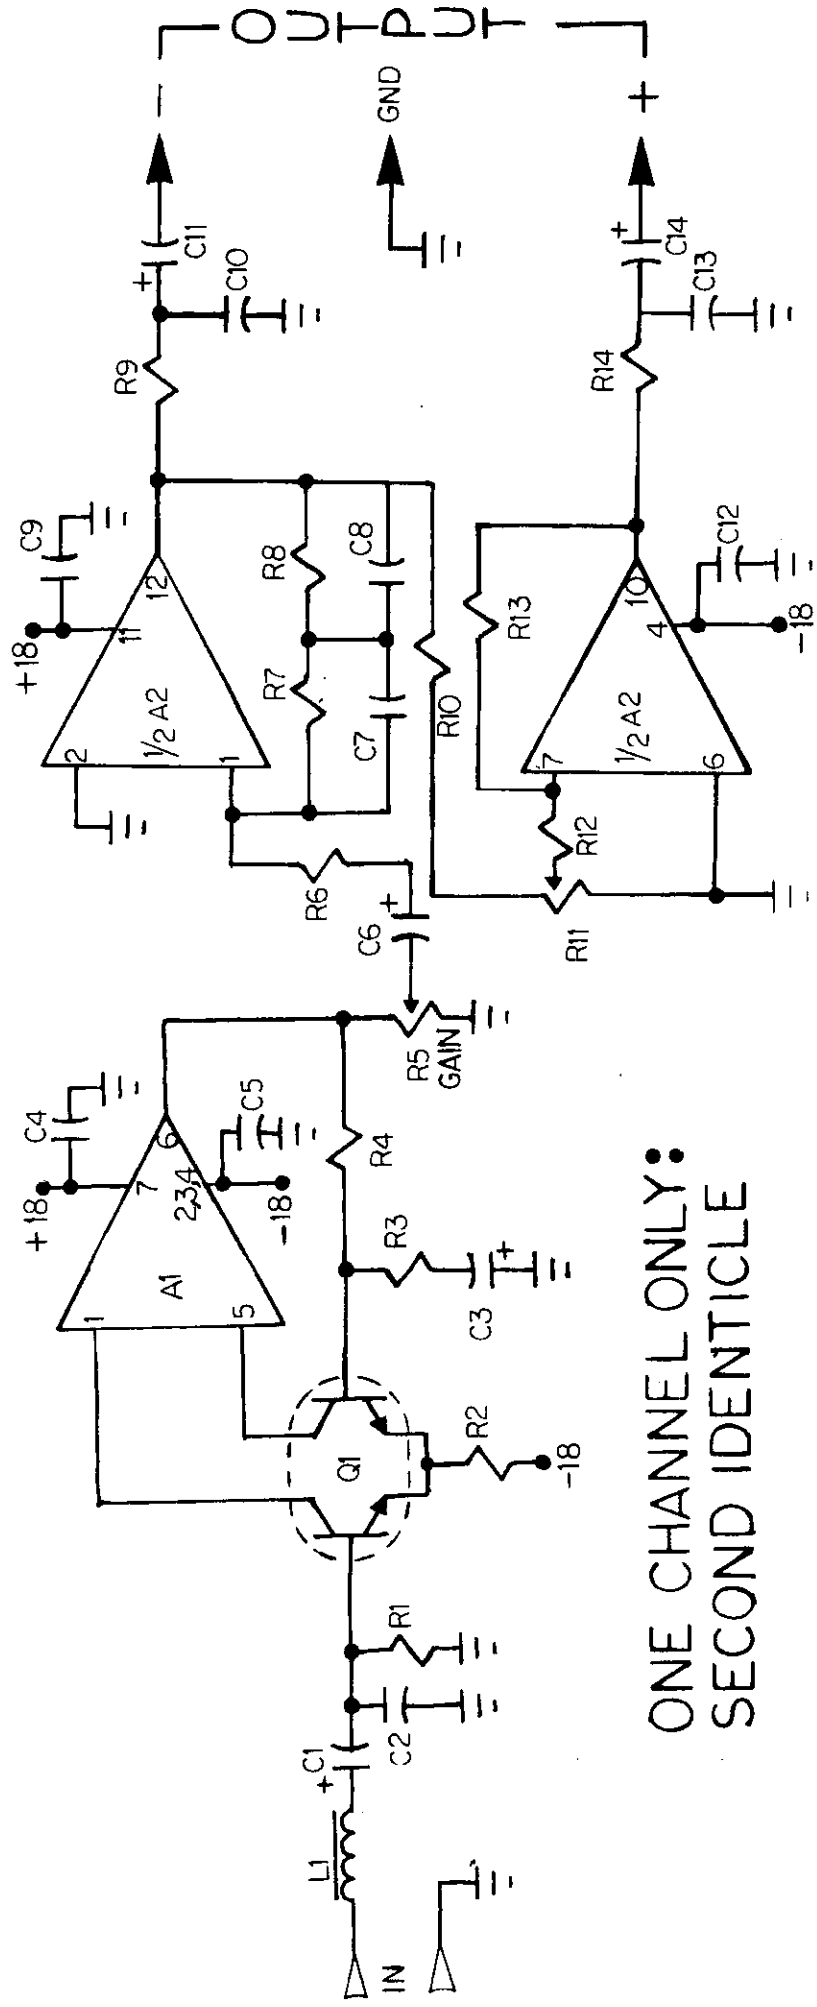 IN
L1
+
C1
C2
R1
Q1
R2
-18
1
5
A1
+18
C4
7
2,3,4
6
C5
-18
R3
C3
+
R4
R5
GAIN
C6
+
R6
2
1
½ A2
+18
C9
11
12
R7
R8
C7
C8
R10
R11
R12
R13
7
6
½ A2
10
4
C12
-18
R9
+
C11
C10
R14
+
C14
C13
-
GND
+
OUTPUT
ONE CHANNEL ONLY:
SECOND IDENTICLE